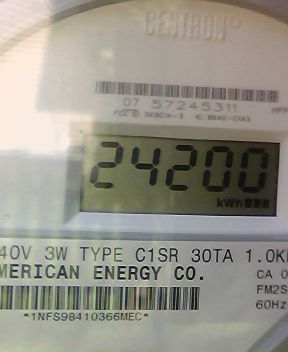 CENTRON®
07 57245311
24200
kWh
40V 3W TYPE C1SR 30TA 1.0K
MERICAN ENERGY CO.
CA 0
FM2S
60Hz
*1NFS98410366MEC*